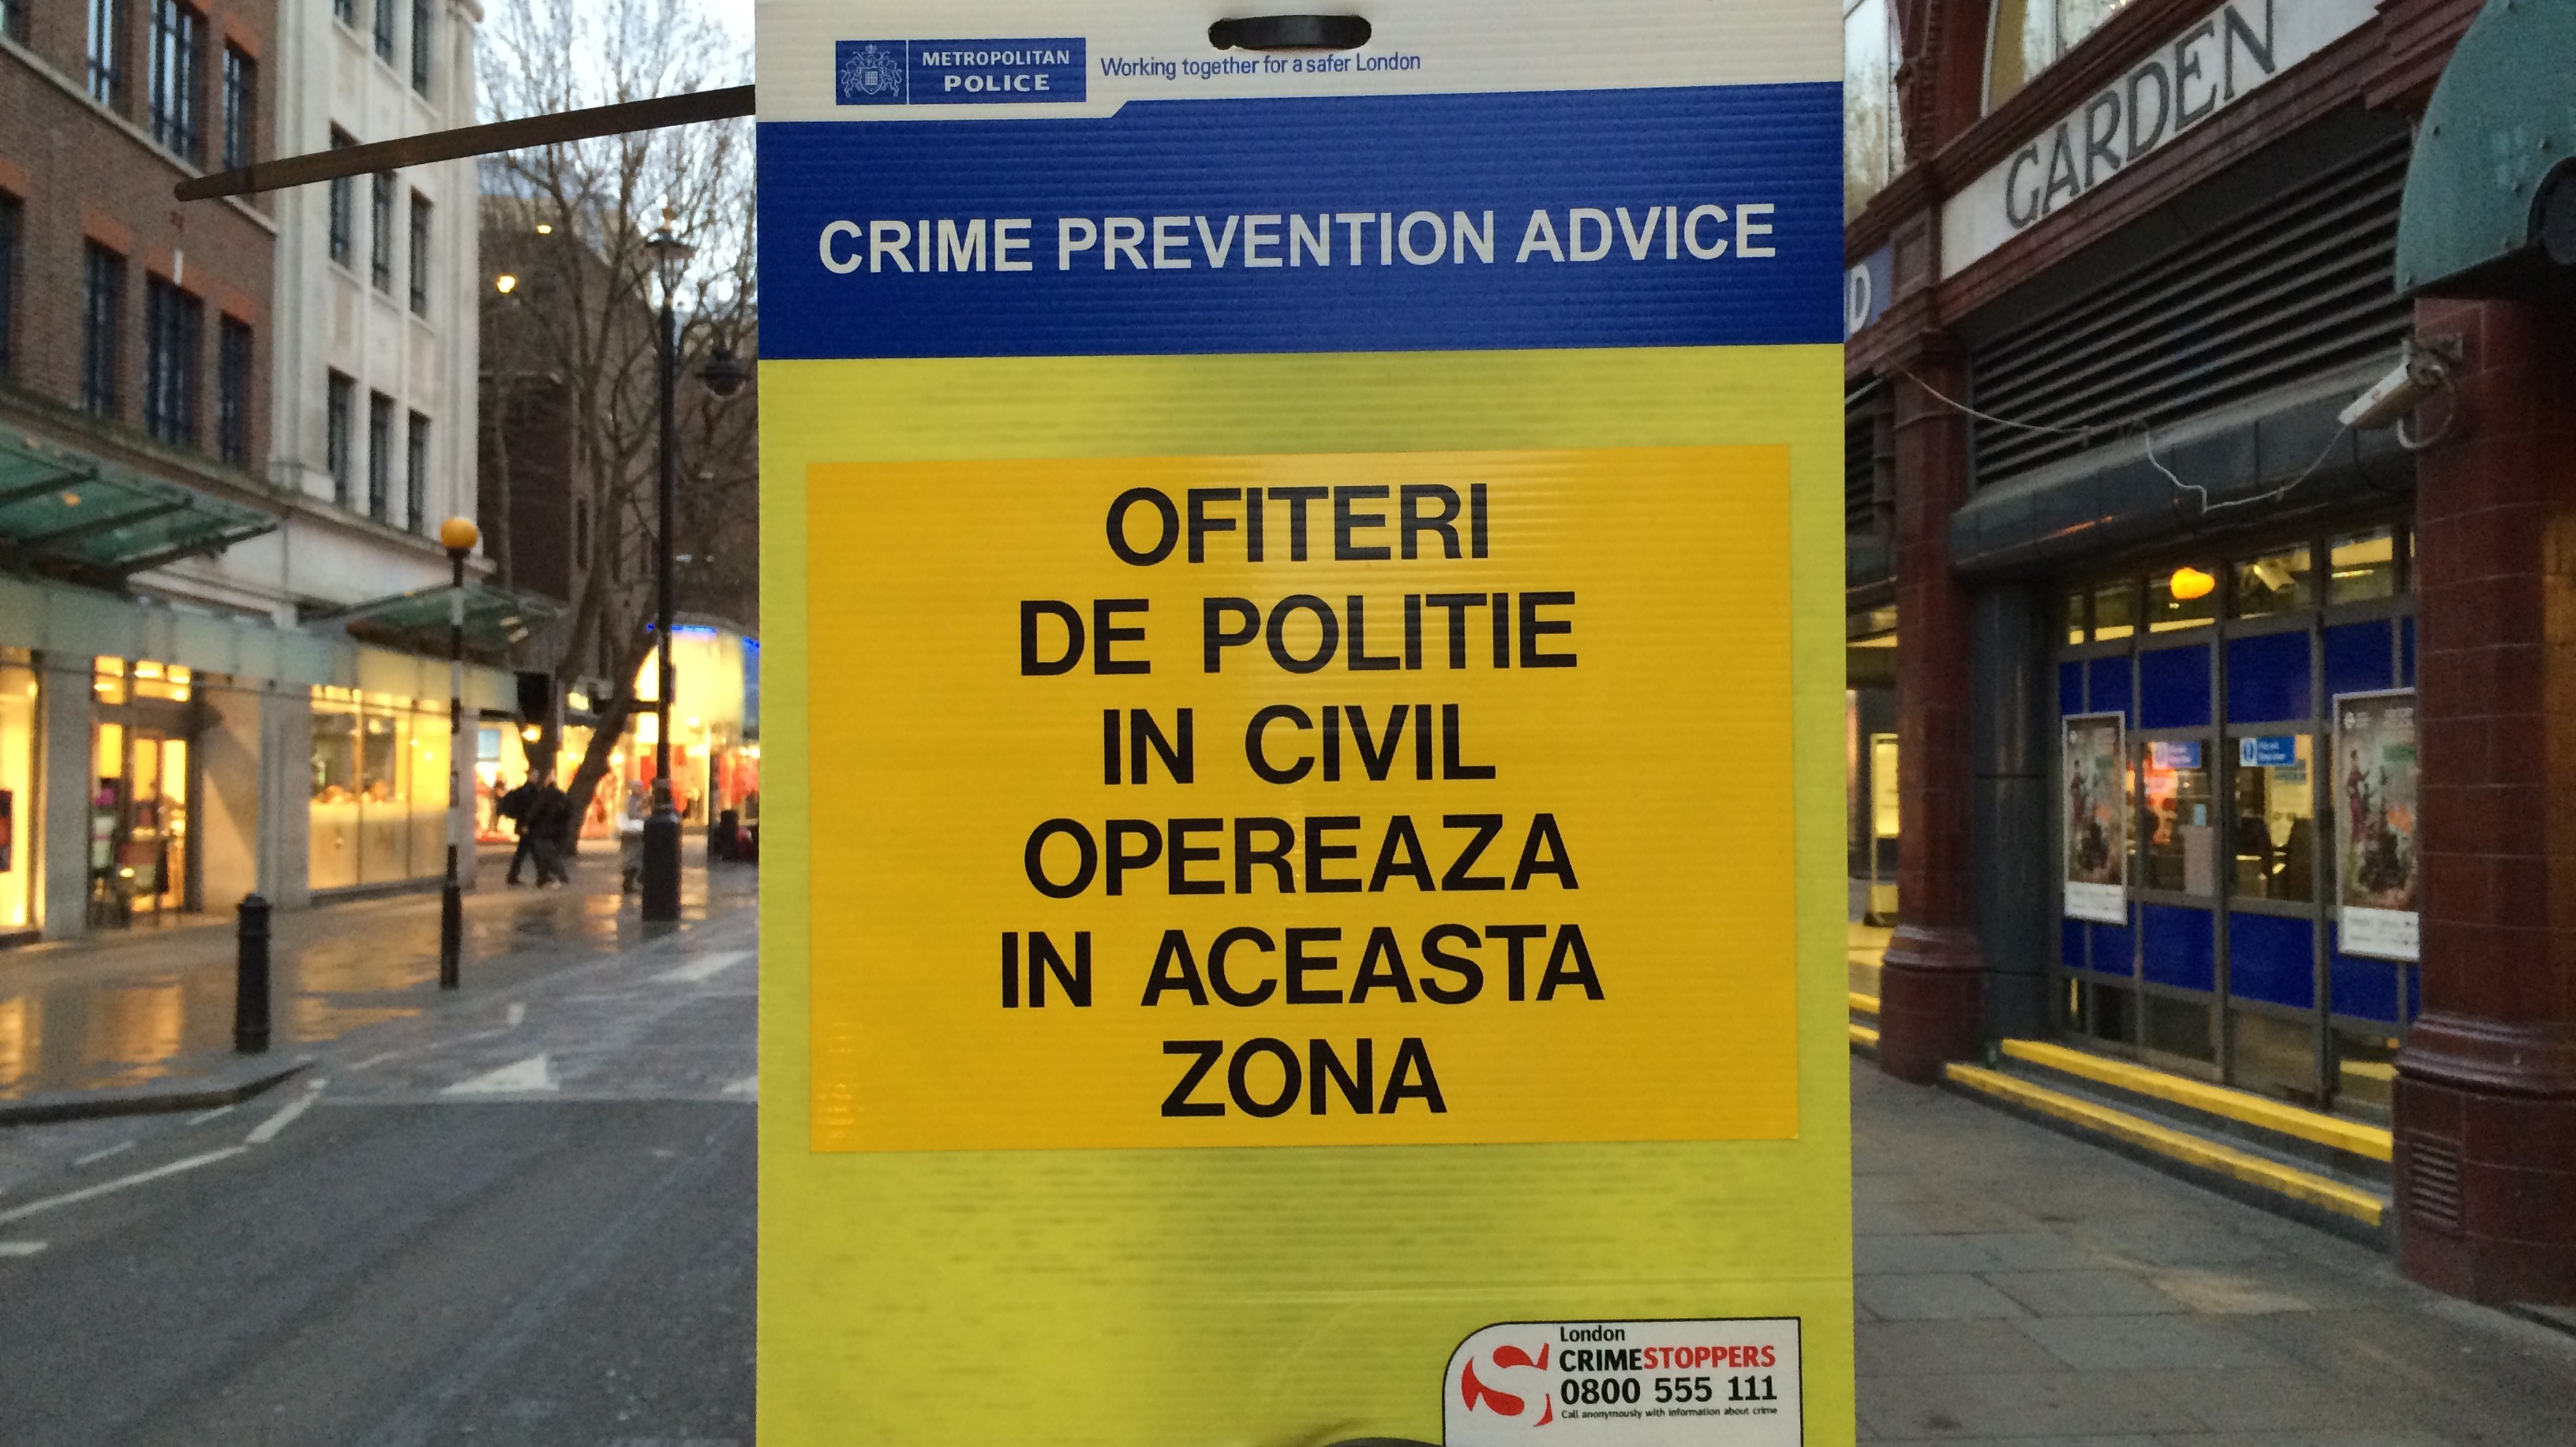 METROPOLITAN
POLICE
Working together for a safer London
CRIME PREVENTION ADVICE
OFITERI
DE POLITIE
IN CIVIL
OPEREAZA
IN ACEASTA
ZONA
London
CRIMESTOPPERS
0800 555 111
Call anonymously with information about crime
GARDEN
D